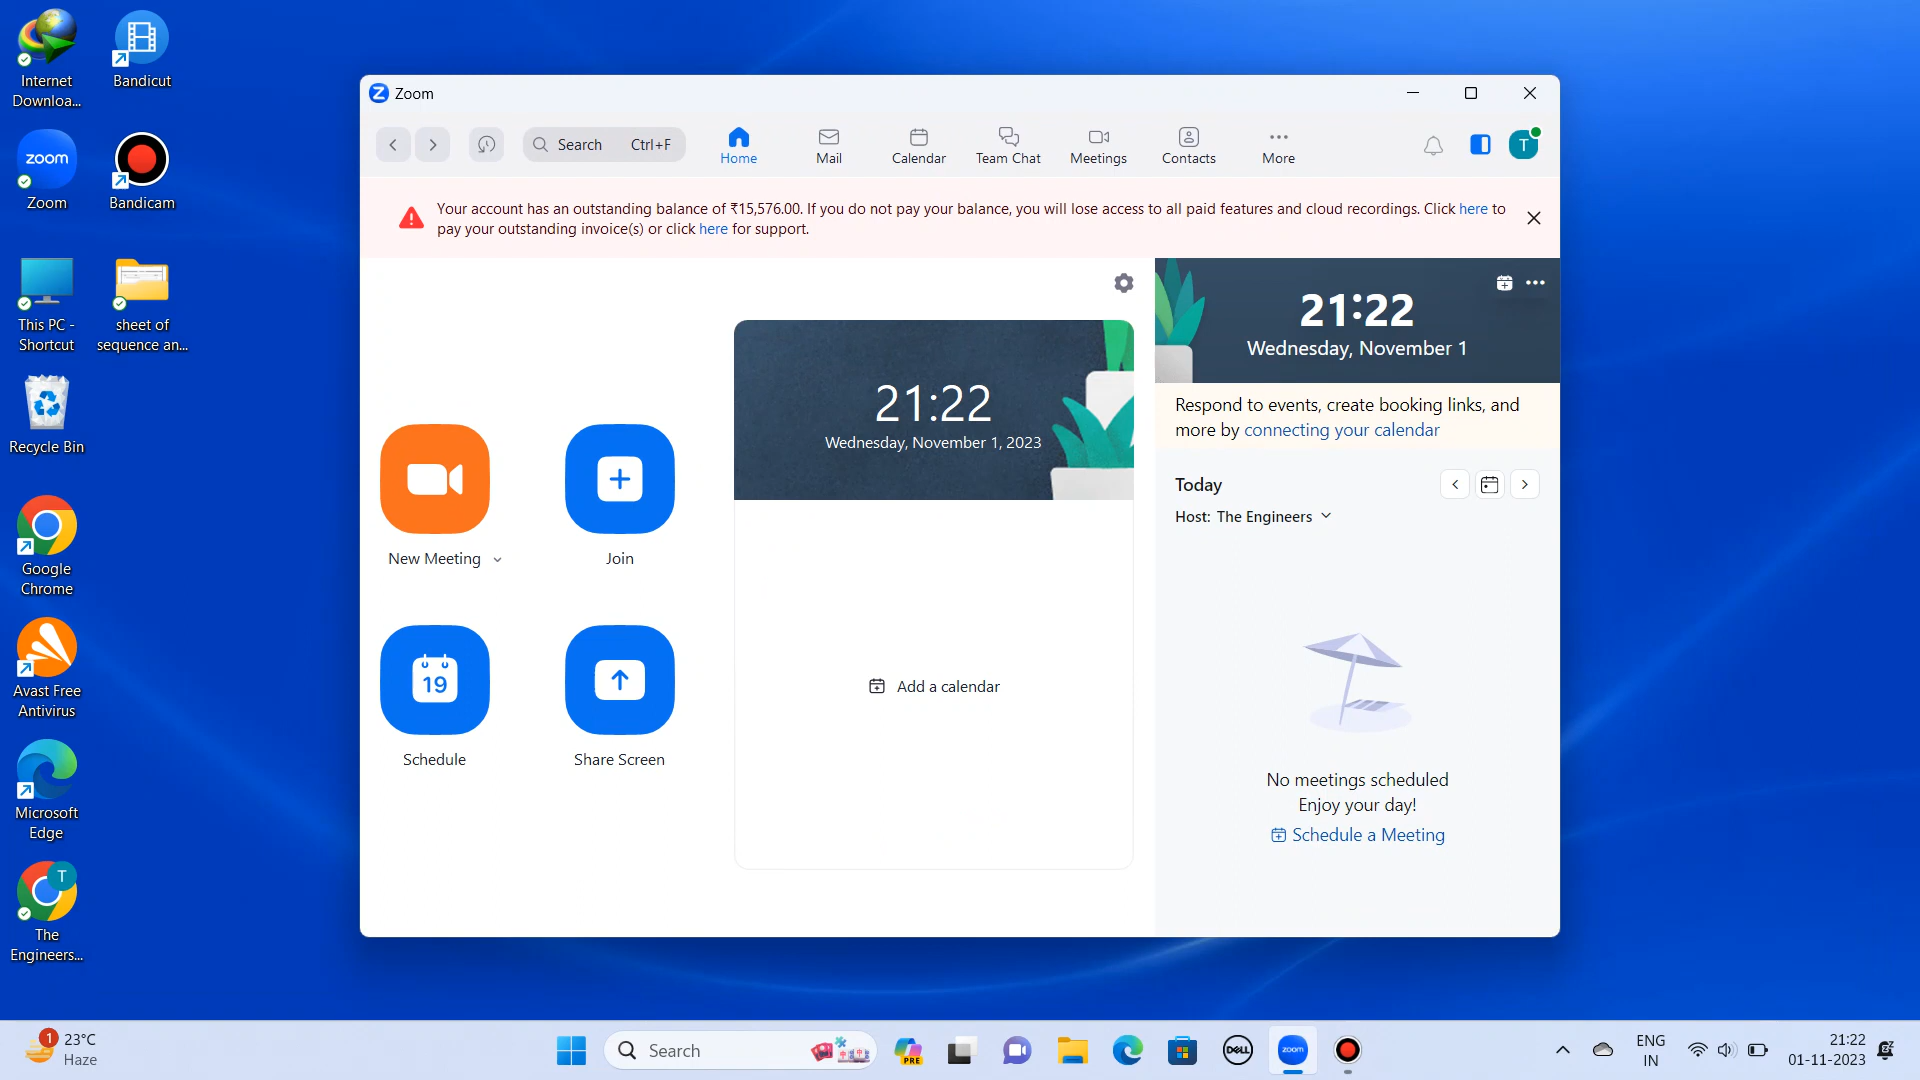 Internet
Downloa...
Bandicut
zoom
Zoom
Bandicam
This PC -
Shortcut
sheet of
sequence an...
Recycle Bin
Google
Chrome
Avast Free
Antivirus
Microsoft
Edge
T
The
Engineers...
Zoom
Search Ctrl+F
Home
Mail
Calendar
Team Chat
Meetings
Contacts
More
T
Your account has an outstanding balance of ₹15,576.00. If you do not pay your balance, you will lose access to all paid features and cloud recordings. Click here to
pay your outstanding invoice(s) or click here for support.
New Meeting
Join
19
Schedule
Share Screen
21:22
Wednesday, November 1, 2023
Add a calendar
21:22
Wednesday, November 1
Respond to events, create booking links, and
more by connecting your calendar
Today
Host: The Engineers
No meetings scheduled
Enjoy your day!
Schedule a Meeting
1
23°C
Haze
Search
PRE
DELL
zoom
ENG
IN
21:22
01-11-2023